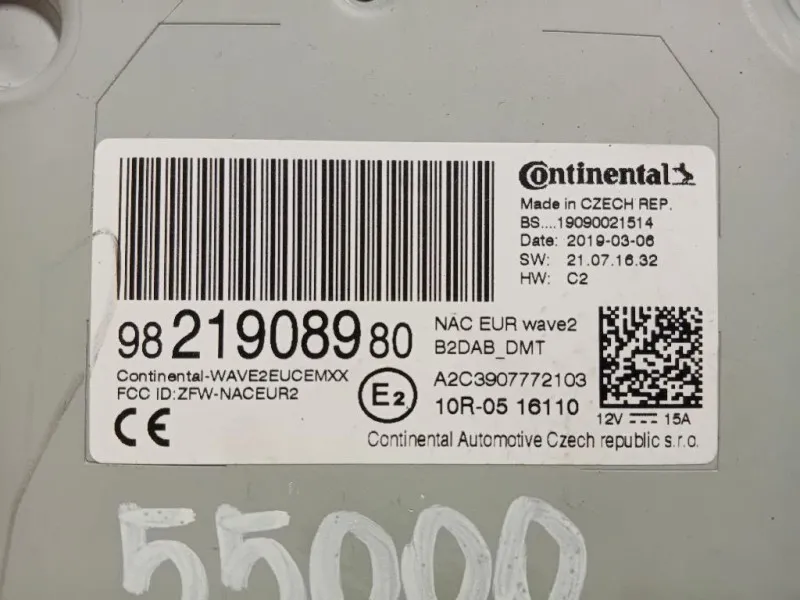 Continental
Made in CZECH REP.
BS....19090021514
Date: 2019-03-06
SW: 21.07.16.32
HW: C2
98 219089 80
NAC EUR wave2
B2DAB_DMT
Continental-WAVE2EUCEMXX
FCC ID:ZFW-NACEUR2
E2
A2C3907772103
10R-05 16110
12V 15A
CE
Continental Automotive Czech republic s.r.o.
55000